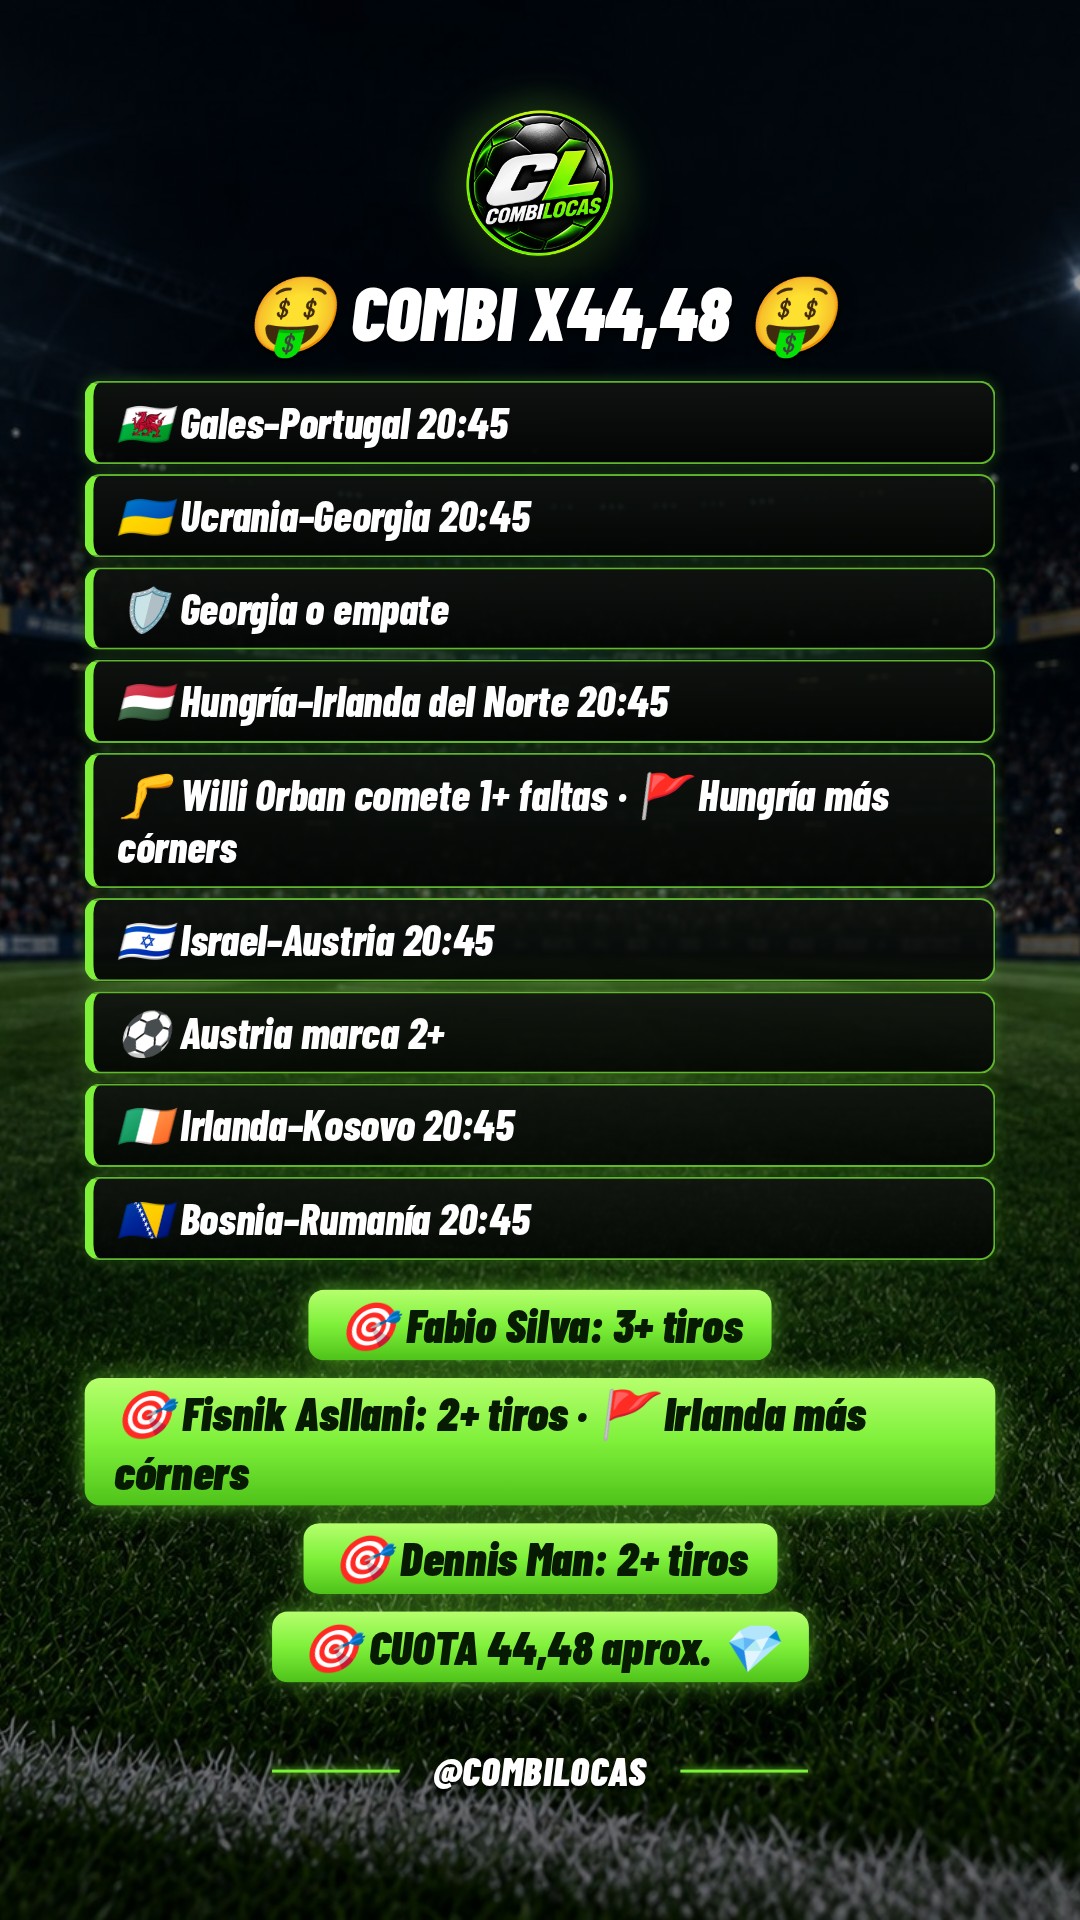 CL
COMBILOCAS
🤑 COMBI X44,48 🤑
🏴󠁧󠁢󠁷󠁬󠁳󠁿 Gales-Portugal 20:45
🇺🇦 Ucrania-Georgia 20:45
🛡️ Georgia o empate
🇭🇺 Hungría-Irlanda del Norte 20:45
🦵 Willi Orban comete 1+ faltas · 🚩 Hungría más
córners
🇮🇱 Israel-Austria 20:45
⚽ Austria marca 2+
🇮🇪 Irlanda-Kosovo 20:45
🇧🇦 Bosnia-Rumanía 20:45
🎯 Fabio Silva: 3+ tiros
🎯 Fisnik Asllani: 2+ tiros · 🚩 Irlanda más
córners
🎯 Dennis Man: 2+ tiros
🎯 CUOTA 44,48 aprox. 💎
@COMBILOCAS